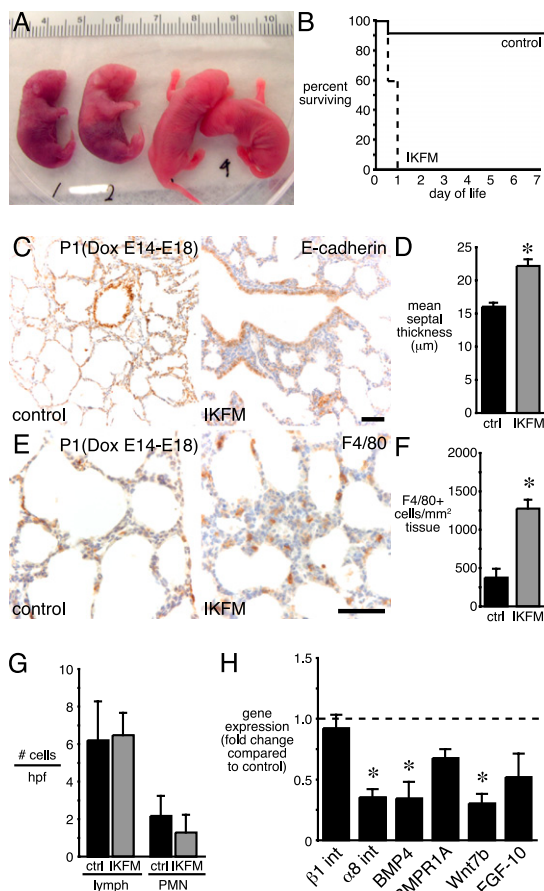 A
4 5 6 7 8 9 10
1 2 4
B
100
80
60
40
20
0
percent
surviving
control
IKFM
0 1 2 3 4 5 6 7
day of life
C
P1(Dox E14-E18)
E-cadherin
control
IKFM
D
25
20
15
10
5
0
mean
septal
thickness
(μm)
*
ctrl IKFM
E
P1(Dox E14-E18)
F4/80
control
IKFM
F
2000
1500
1250
500
0
F4/80+
cells/mm²
tissue
*
ctrl IKFM
G
10
8
6
4
2
0
# cells
hpf
ctrl IKFM ctrl IKFM
lymph PMN
H
1.5
1.0
0.5
0
gene
expression
(fold change
compared
to control)
* * *
β1 int
α8 int
BMP4
BMPR1A
Wnt7b
FGF-10